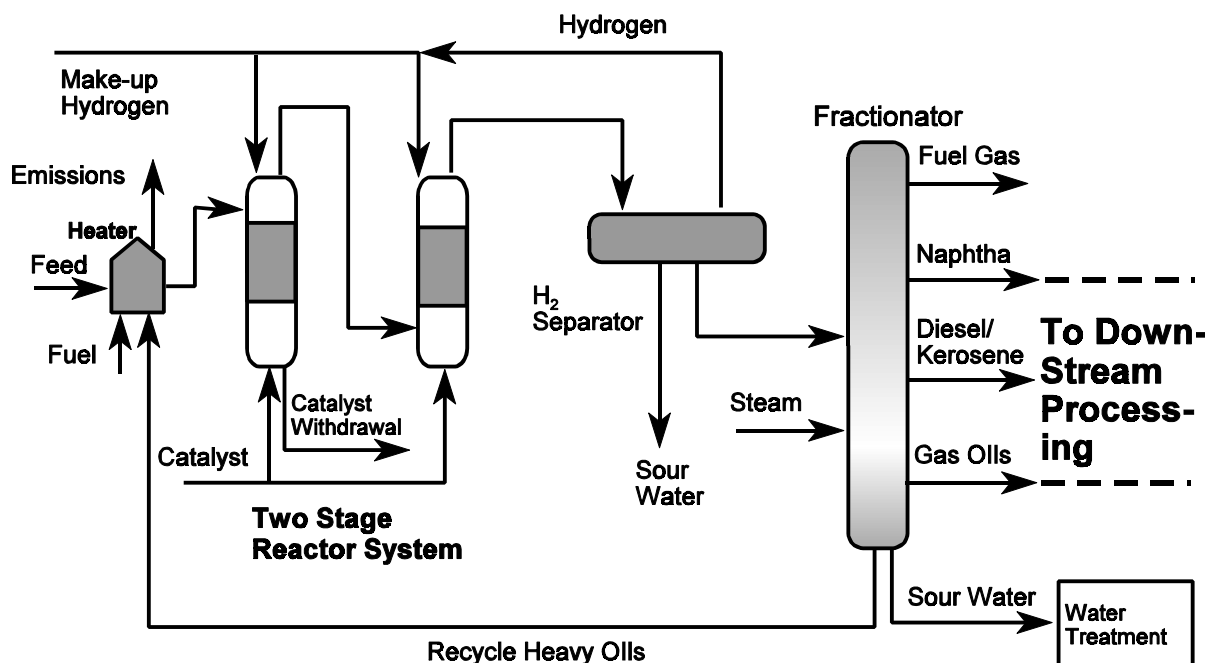 Hydrogen
Make-up
Hydrogen
Fractionator
Fuel Gas
Emissions
Heater
Feed
Naphtha
H2
Separator
Diesel/
Kerosene
To Down-
Stream
Process-
ing
Fuel
Catalyst
Withdrawal
Steam
Catalyst
Gas OIls
Sour
Water
Two Stage
Reactor System
Sour Water
Water
Treatment
Recycle Heavy OIls